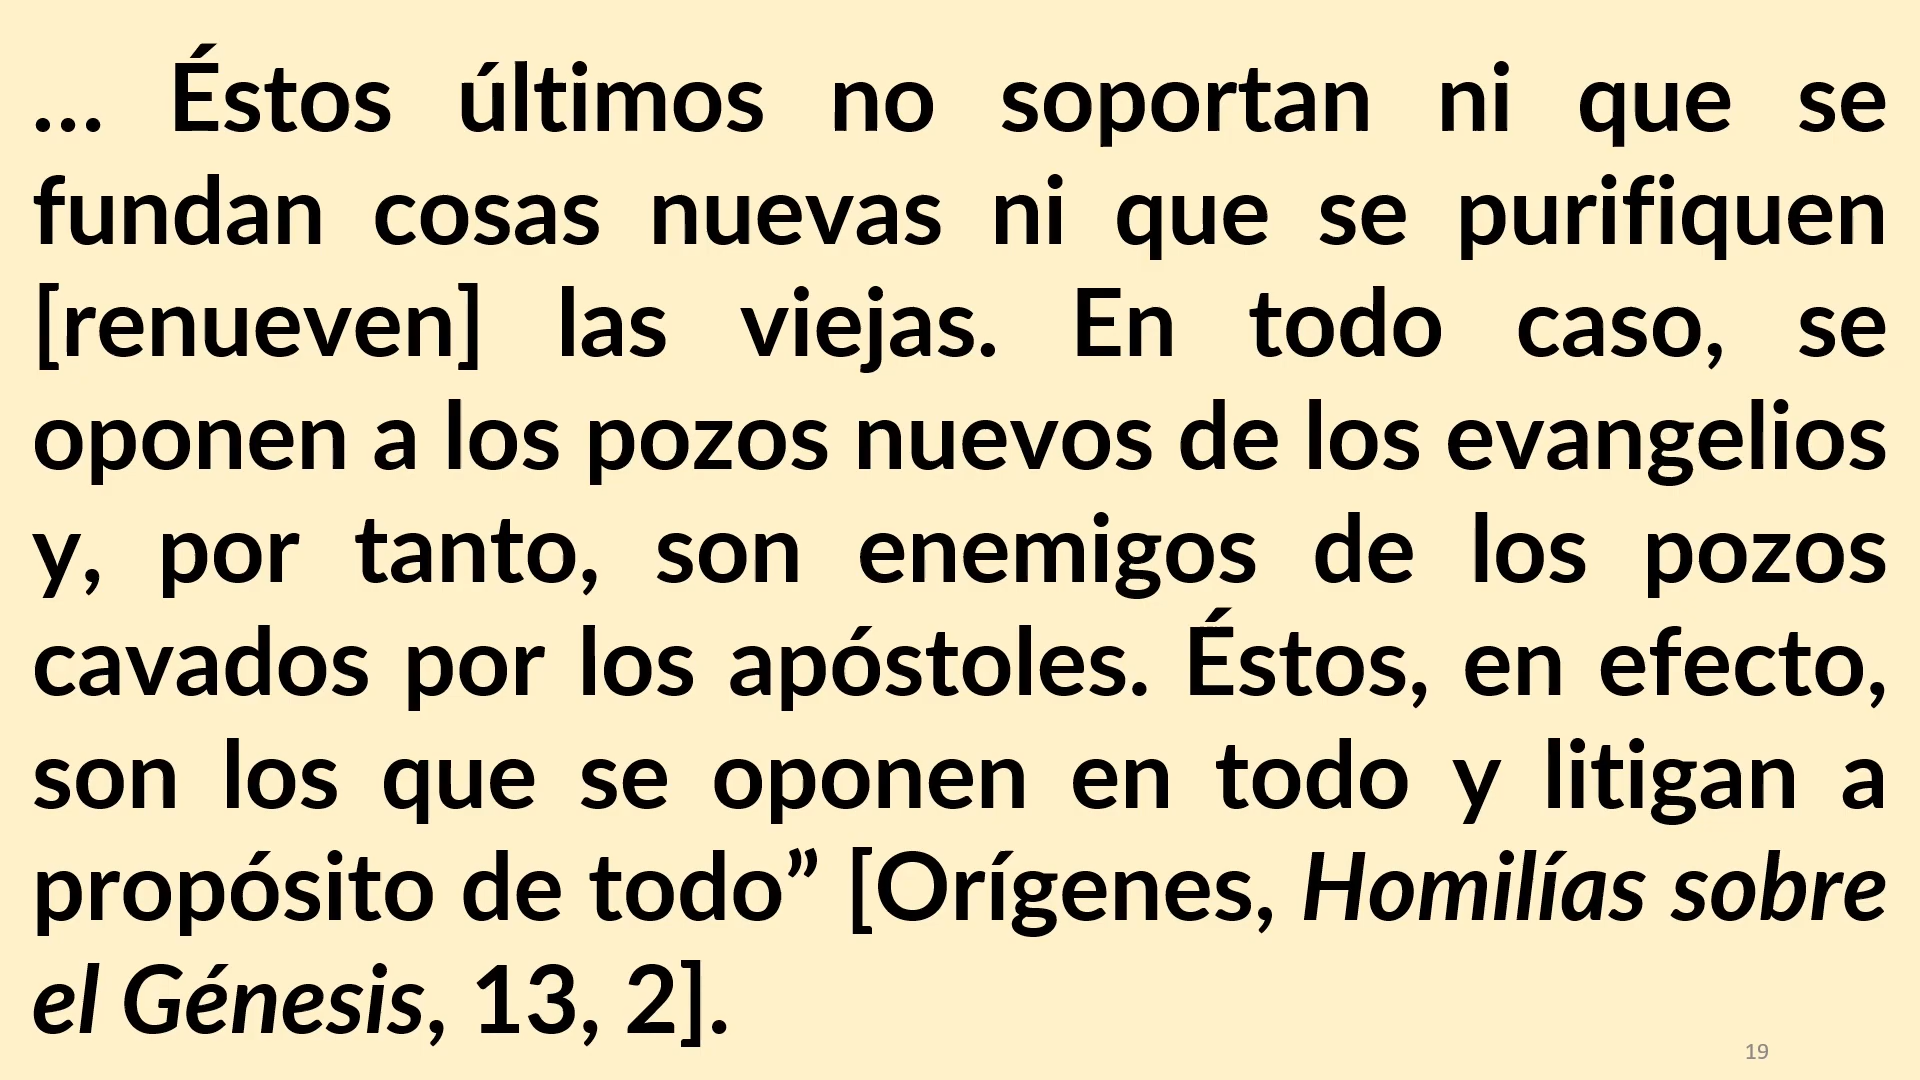 ... Éstos últimos no soportan ni que se
fundan cosas nuevas ni que se purifiquen
[renueven] las viejas. En todo caso, se
oponen a los pozos nuevos de los evangelios
y, por tanto, son enemigos de los pozos
cavados por los apóstoles. Éstos, en efecto,
son los que se oponen en todo y litigan a
propósito de todo” [Orígenes, Homilías sobre
el Génesis, 13, 2].
19